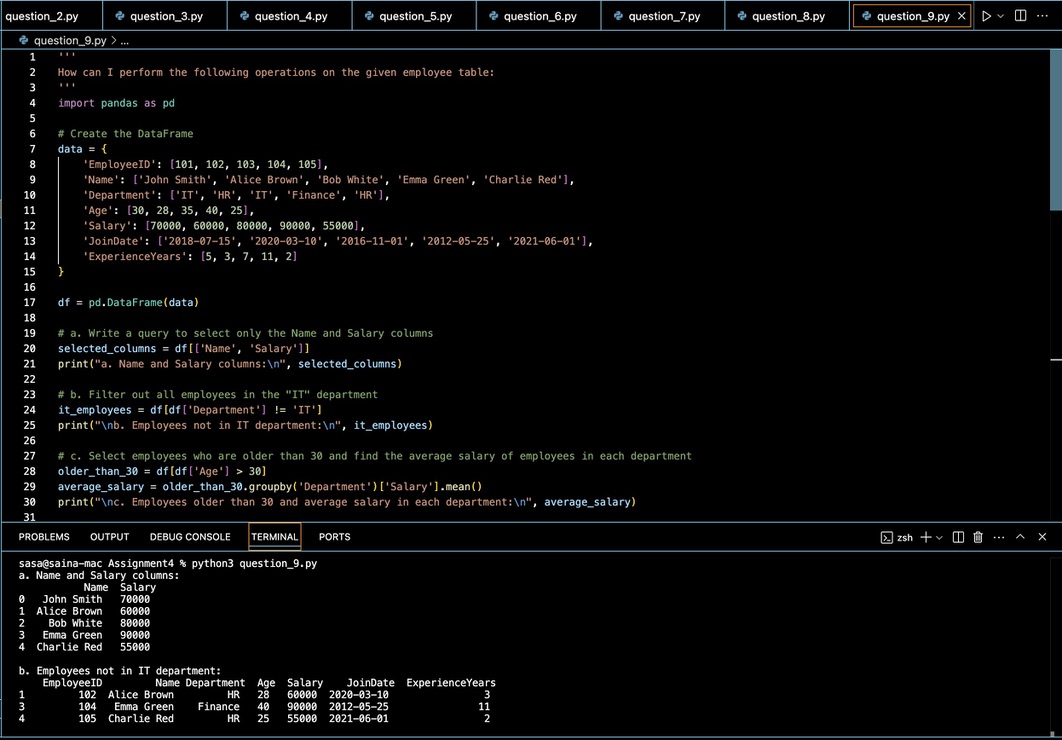 question_2.py question_3.py question_4.py question_5.py question_6.py question_7.py question_8.py question_9.py
question_9.py > ...
1 '''
2 How can I perform the following operations on the given employee table:
3 '''
4 import pandas as pd
5
6 # Create the DataFrame
7 data = {
8     'EmployeeID': [101, 102, 103, 104, 105],
9     'Name': ['John Smith', 'Alice Brown', 'Bob White', 'Emma Green', 'Charlie Red'],
10     'Department': ['IT', 'HR', 'IT', 'Finance', 'HR'],
11     'Age': [30, 28, 35, 40, 25],
12     'Salary': [70000, 60000, 80000, 90000, 55000],
13     'JoinDate': ['2018-07-15', '2020-03-10', '2016-11-01', '2012-05-25', '2021-06-01'],
14     'ExperienceYears': [5, 3, 7, 11, 2]
15 }
16
17 df = pd.DataFrame(data)
18
19 # a. Write a query to select only the Name and Salary columns
20 selected_columns = df[['Name', 'Salary']]
21 print("a. Name and Salary columns:\n", selected_columns)
22
23 # b. Filter out all employees in the "IT" department
24 it_employees = df[df['Department'] != 'IT']
25 print("\nb. Employees not in IT department:\n", it_employees)
26
27 # c. Select employees who are older than 30 and find the average salary of employees in each department
28 older_than_30 = df[df['Age'] > 30]
29 average_salary = older_than_30.groupby('Department')['Salary'].mean()
30 print("\nc. Employees older than 30 and average salary in each department:\n", average_salary)
31
PROBLEMS OUTPUT DEBUG CONSOLE TERMINAL PORTS zsh
sasa@saina-mac Assignment4 % python3 question_9.py
a. Name and Salary columns:
Name Salary
0 John Smith 70000
1 Alice Brown 60000
2 Bob White 80000
3 Emma Green 90000
4 Charlie Red 55000
b. Employees not in IT department:
EmployeeID Name Department Age Salary JoinDate ExperienceYears
1 102 Alice Brown HR 28 60000 2020-03-10 3
3 104 Emma Green Finance 40 90000 2012-05-25 11
4 105 Charlie Red HR 25 55000 2021-06-01 2